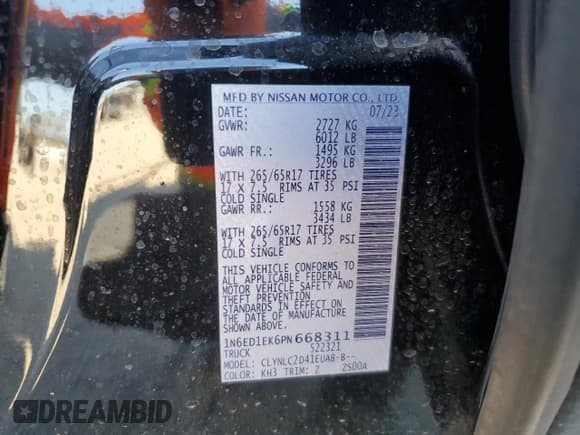 MFD BY NISSAN MOTOR CO., LTD
DATE: 07/23
GVWR: 2727 KG
6012 LB
GAWR FR.: 1495 KG
3296 LB
WITH 265/65R17 TIRES
17 X 7.5 RIMS AT 35 PSI
COLD SINGLE
GAWR RR.: 1558 KG
3434 LB
WITH 265/65R17 TIRES
17 X 7.5 RIMS AT 35 PSI
COLD SINGLE
THIS VEHICLE CONFORMS TO
ALL APPLICABLE FEDERAL
MOTOR VEHICLE SAFETY AND
THEFT PREVENTION
STANDARDS IN EFFECT ON
THE DATE OF MANUFACTURE
SHOWN ABOVE.
1N6ED1EK6PN668311
TRUCK S22321
MODEL: CLYNLC2D41EUAB-B--
COLOR: KH3 TRIM: Z ZS00A
DREAMBID